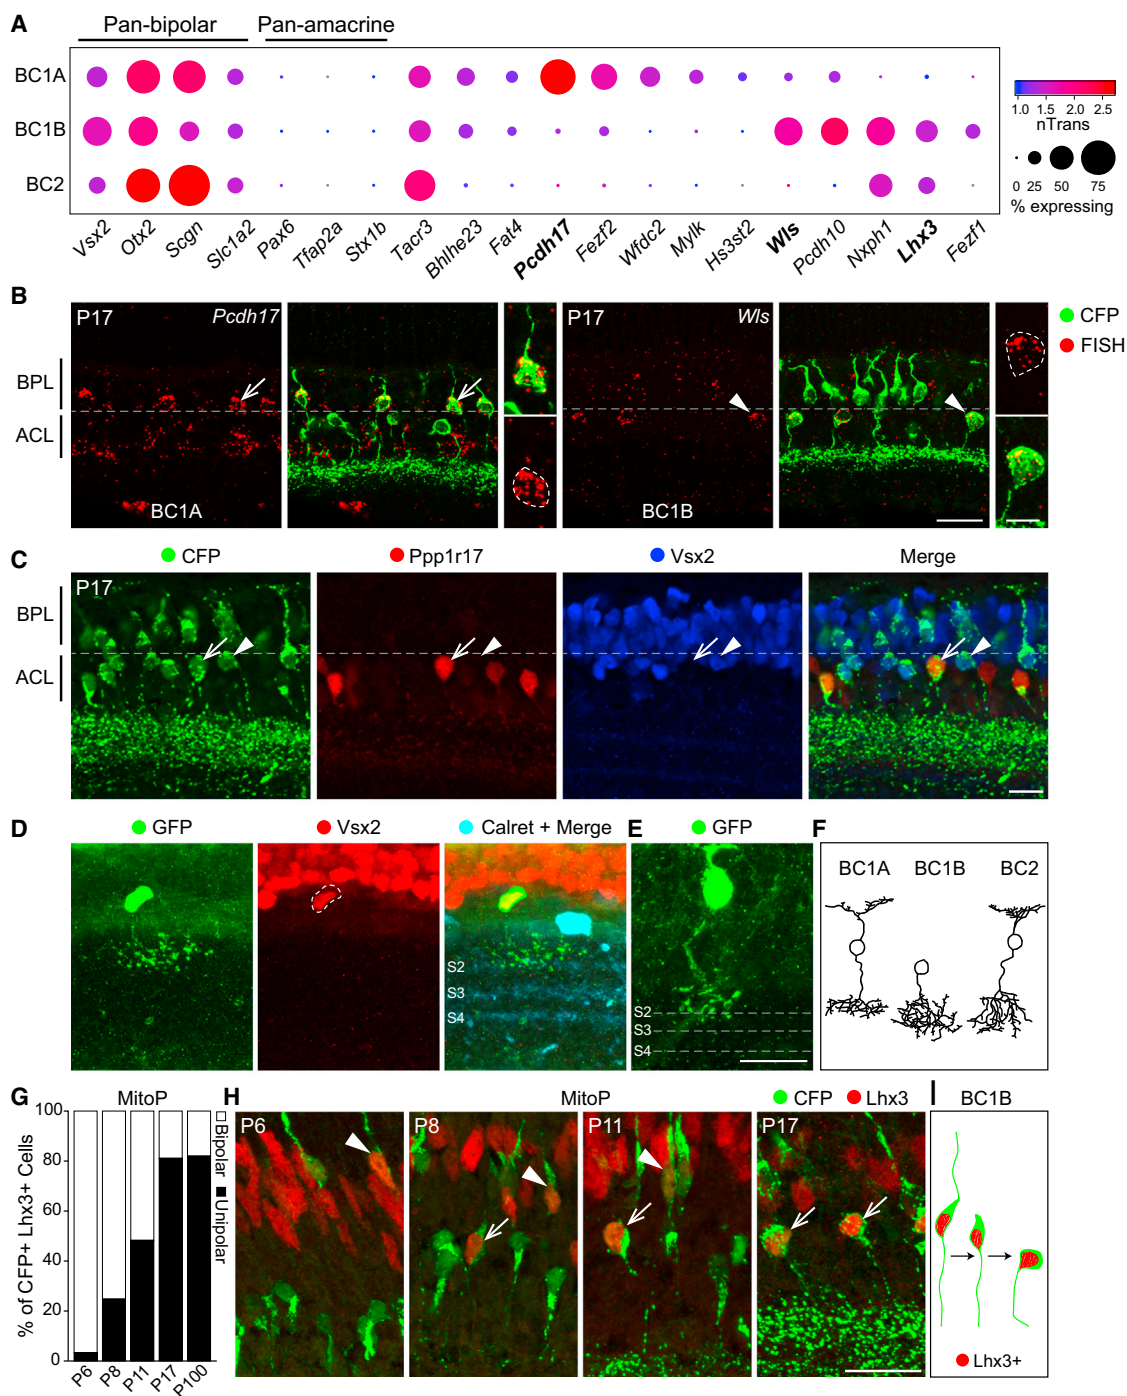 A
Pan-bipolar Pan-amacrine
BC1A
BC1B
BC2
1.0 1.5 2.0 2.5
nTrans
0 25 50 75
% expressing
Vsx2 Otx2 Scgn Slc1a2 Pax6 Tfap2a Stx1b Tacr3 Bhlhe23 Fat4 Pcdh17 Fezf2 Wfdc2 Mylk Hs3st2 Wls Pcdh10 Nxph1 Lhx3 Fezf1
B
P17 Pcdh17 P17 Wls
CFP
FISH
BPL
ACL
BC1A BC1B
C
CFP Ppp1r17 Vsx2 Merge
P17
BPL
ACL
D GFP Vsx2 Calret + Merge
S2
S3
S4
E GFP
S2
S3
S4
F
BC1A BC1B BC2
G MitoP
% of CFP+ Lhx3+ Cells
100
80
60
40
20
0
P6 P8 P11 P17 P100
Bipolar
Unipolar
H MitoP CFP Lhx3
P6 P8 P11 P17
I BC1B
Lhx3+